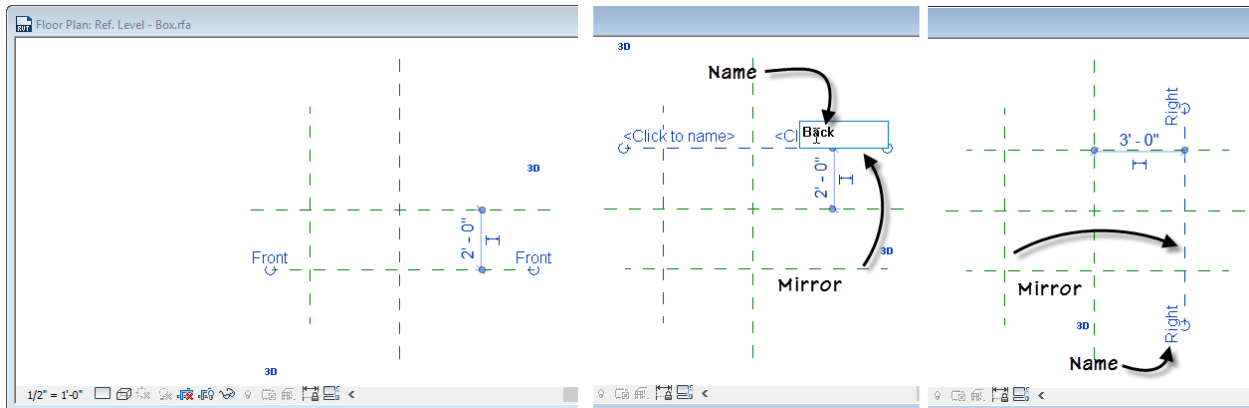 Floor Plan: Ref. Level - Box.rfa
3D
2' - 0"
Front
Front
3D
1/2" = 1'-0"
<
3D
Name
<Click to name>
<Cl
Back
2' - 0"
3D
Mirror
<
Right
3' - 0"
Mirror
3D
Right
Name
<